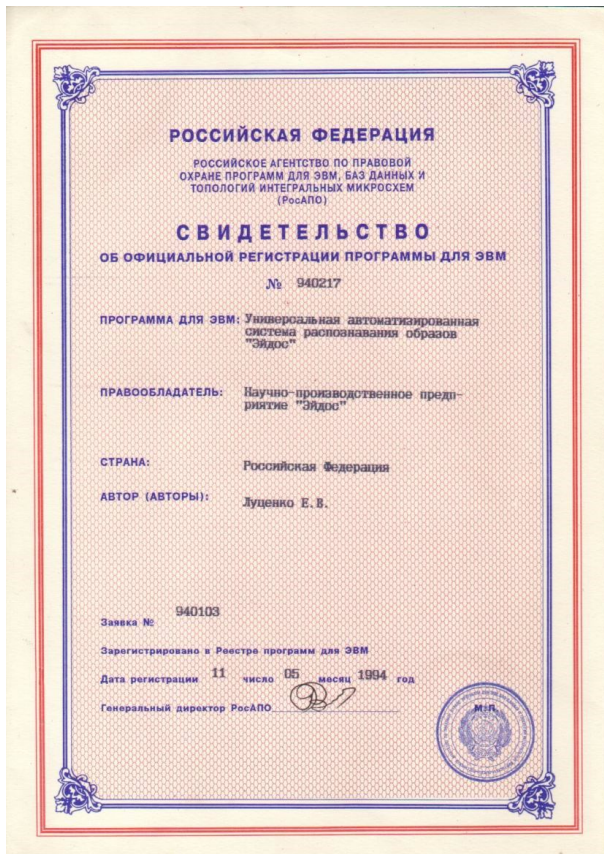 РОССИЙСКАЯ ФЕДЕРАЦИЯ
РОССИЙСКОЕ АГЕНТСТВО ПО ПРАВОВОЙ
ОХРАНЕ ПРОГРАММ ДЛЯ ЭВМ, БАЗ ДАННЫХ И
ТОПОЛОГИЙ ИНТЕГРАЛЬНЫХ МИКРОСХЕМ
(РосАПО)
СВИДЕТЕЛЬСТВО
ОБ ОФИЦИАЛЬНОЙ РЕГИСТРАЦИИ ПРОГРАММЫ ДЛЯ ЭВМ
№ 940217
ПРОГРАММА ДЛЯ ЭВМ: Универсальная автоматизированная
система распознавания образов
"Эйдос"
ПРАВООБЛАДАТЕЛЬ: Научно-производственное предп-
риятие "Эйдос"
СТРАНА: Российская Федерация
АВТОР (АВТОРЫ): Луценко Е.В.
Заявка № 940103
Зарегистрировано в Реестре программ для ЭВМ
Дата регистрации 11 число 05 месяц 1994 год
Генеральный директор РосАПО
М.П.